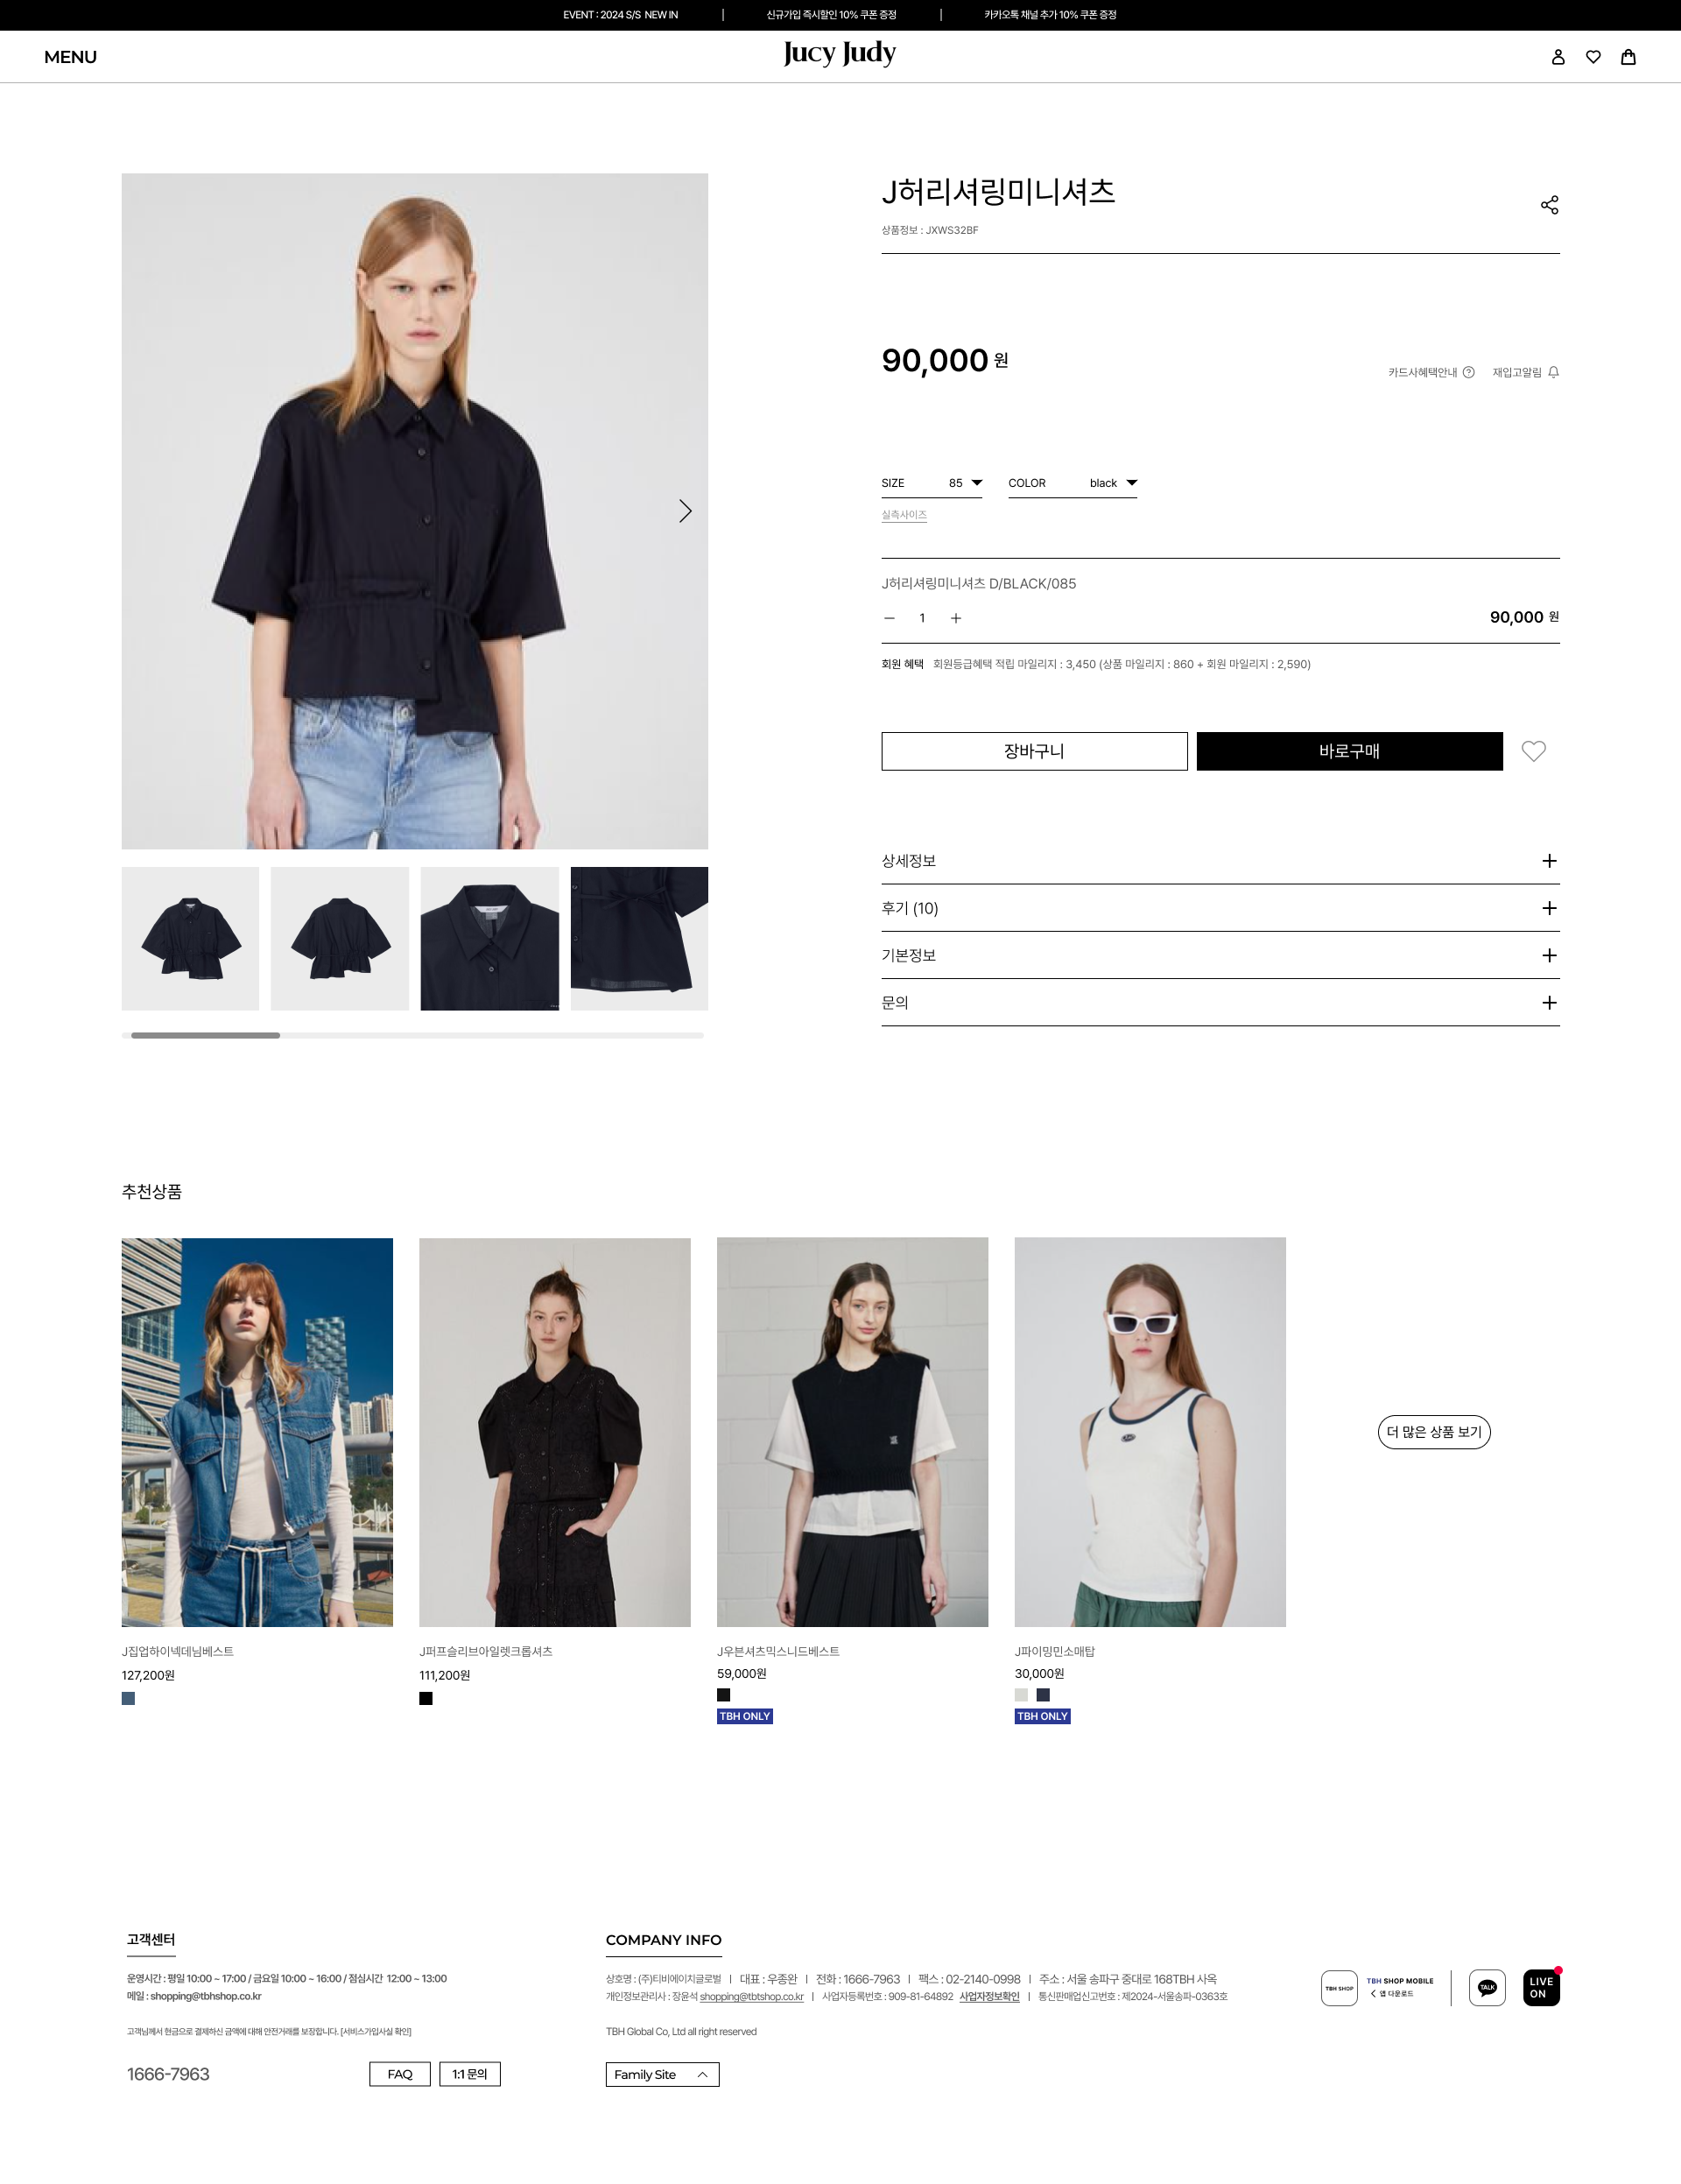 EVENT : 2024 S/S NEW IN | 신규가입 즉시할인 10% 쿠폰 증정 | 카카오톡 채널 추가 10% 쿠폰 증정
MENU
Jucy Judy
J허리셔링미니셔츠
상품정보 : JXWS32BF
90,000 원
카드사혜택안내 재입고알림
SIZE 85 COLOR black
실측사이즈
J허리셔링미니셔츠 D/BLACK/085
1 90,000 원
회원 혜택 회원등급혜택 적립 마일리지 : 3,450 (상품 마일리지 : 860 + 회원 마일리지 : 2,590)
장바구니 바로구매
상세정보
후기 (10)
기본정보
문의
추천상품
더 많은 상품 보기
J집업하이넥데님베스트
127,200원
J퍼프슬리브아일렛크롭셔츠
111,200원
J우븐셔츠믹스니드베스트
59,000원
TBH ONLY
J파이밍민소매탑
30,000원
TBH ONLY
고객센터
운영시간 : 평일 10:00 ~ 17:00 / 금요일 10:00 ~ 16:00 / 점심시간 12:00 ~ 13:00
메일 : shopping@tbhshop.co.kr
고객님께서 현금으로 결제하신 금액에 대해 안전거래를 보장합니다. [서비스가입사실 확인]
1666-7963
FAQ
1:1 문의
COMPANY INFO
상호명 : (주)티비에이치글로벌 | 대표 : 우종완 | 전화 : 1666-7963 | 팩스 : 02-2140-0998 | 주소 : 서울 송파구 중대로 168TBH 사옥
개인정보관리사 : 장윤석 shopping@tbtshop.co.kr | 사업자등록번호 : 909-81-64892 사업자정보확인 | 통신판매업신고번호 : 제2024-서울송파-0363호
TBH Global Co, Ltd all right reserved
Family Site
TBH SHOP
TBH SHOP MOBILE
앱 다운로드
TALK
LIVE
ON